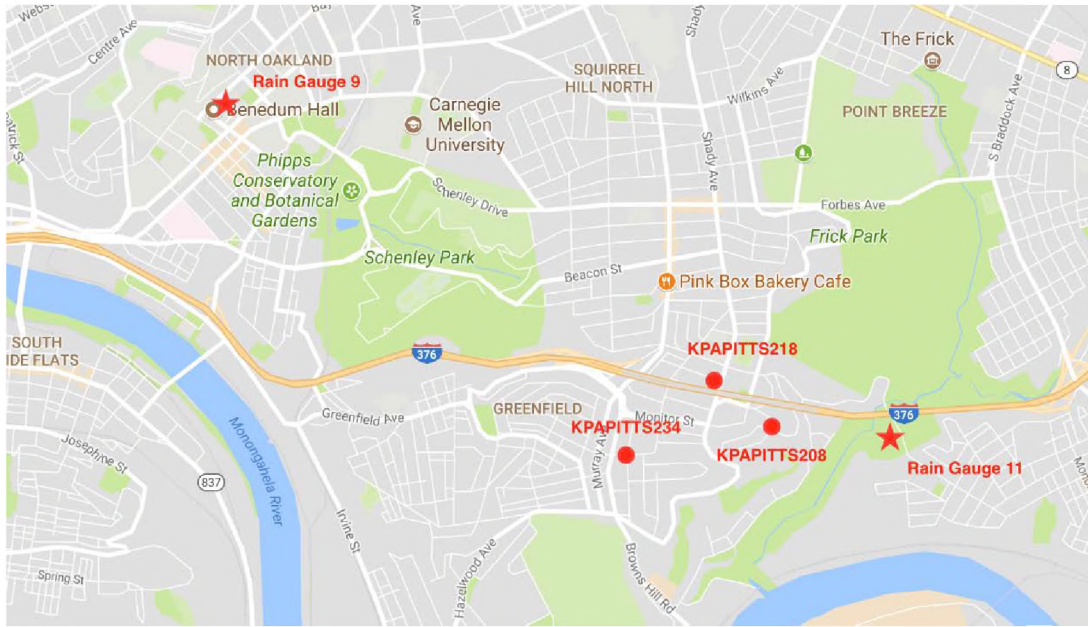 Centre Ave
Ave
Shady
NORTH OAKLAND
The Frick
8
Rain Gauge 9
SQUIRREL
HILL NORTH
Wilkins Ave
Benedum Hall
Carnegie
Mellon
University
POINT BREEZE
S Braddock Ave
Phipps
Conservatory
and Botanical
Gardens
Shady Ave
Schenley Drive
Forbes Ave
Frick Park
Schenley Park
Beacon St
Pink Box Bakery Cafe
SOUTH
IDE FLATS
376
KPAPITTS218
376
Greenfield Ave
GREENFIELD
Monitor St
KPAPITTS234
KPAPITTS208
Rain Gauge 11
Murray Av
Josephine St
Monongahela River
837
Irvine St
Hazelwood Ave
Browns Hill Rd
Spring St